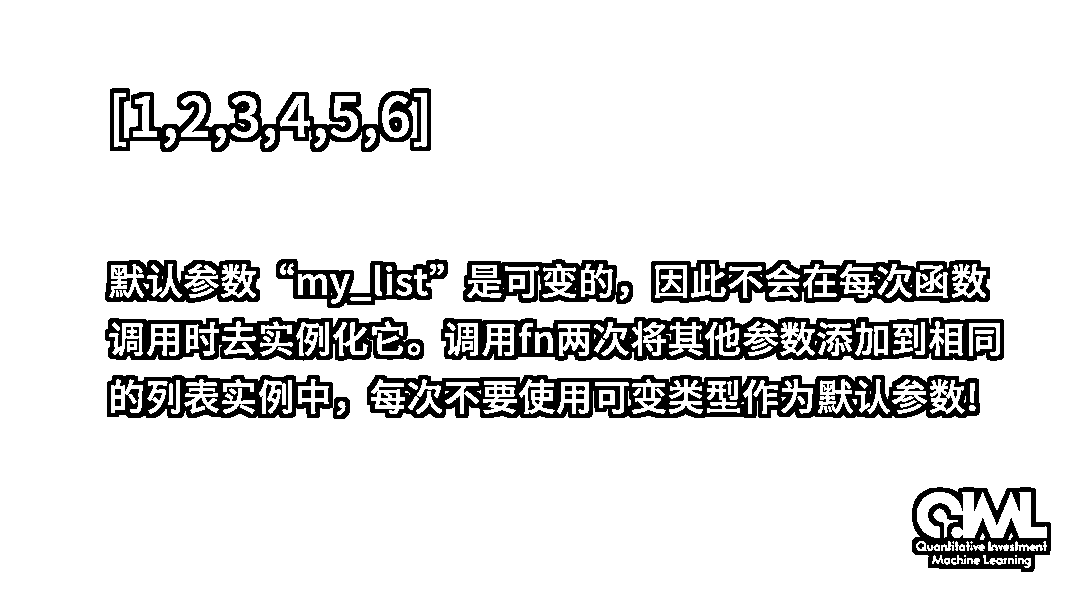 [1,2,3,4,5,6]
默认参数“my_list”是可变的，因此不会在每次函数
调用时去实例化它。调用fn两次将其他参数添加到相同
的列表实例中，每次不要使用可变类型作为默认参数!
QIML
Quantitative Investment
Machine Learning